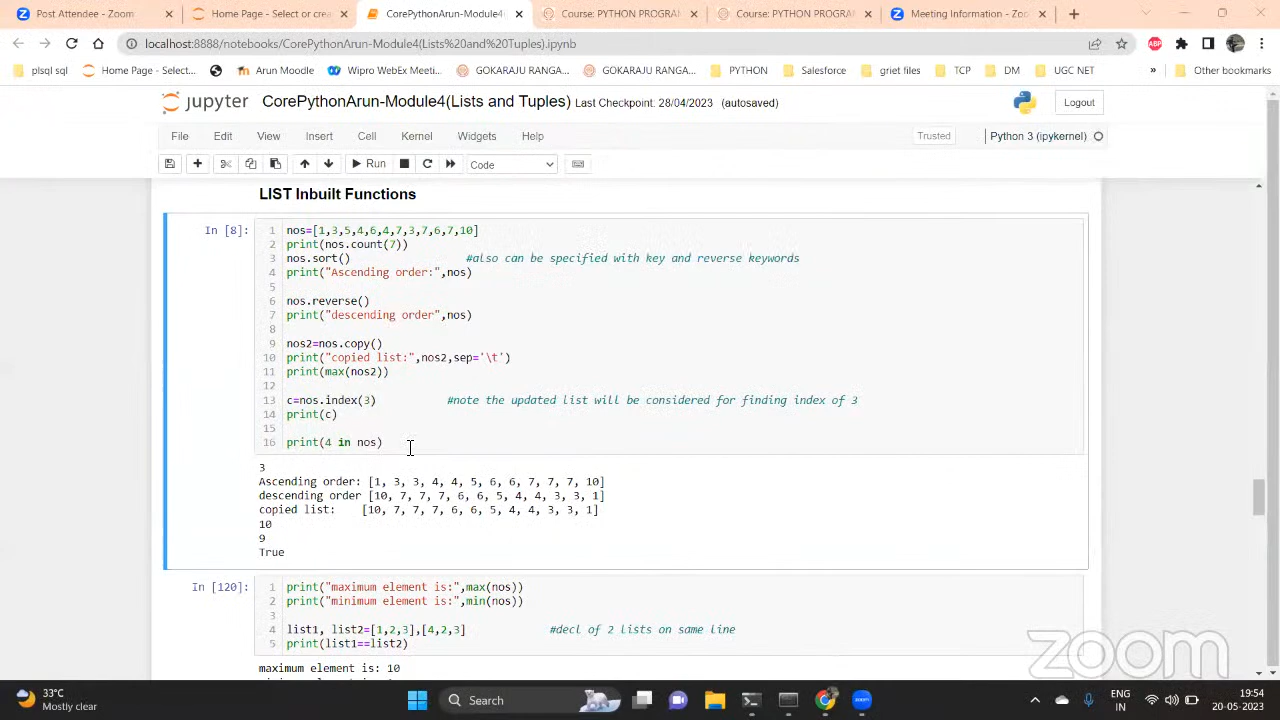 Post Attendee - Zoom
Home Page - Select or crea
CorePythonArun-Module4(
Course: PYTHON PROGRAM
Course: PYTHON PROGRAM
Meeting Information - Zoo
localhost:8888/notebooks/CorePythonArun-Module4(Lists%20and%20Tuples).ipynb
ABP
plsql sql
Home Page - Select...
Arun Moodle
Wipro WebEx Meeti...
GOKARAJU RANGA...
GOKARAJU RANGA...
PYTHON
Salesforce
griet files
TCP
DM
UGC NET
»
Other bookmarks
jupyter CorePythonArun-Module4(Lists and Tuples) Last Checkpoint: 28/04/2023 (autosaved)
Logout
File Edit View Insert Cell Kernel Widgets Help
Trusted
Python 3 (ipykernel)
Run
Code
LIST Inbuilt Functions
In [8]:
1 nos=[1,3,5,4,6,4,7,3,7,6,7,10]
2 print(nos.count(7))
3 nos.sort() #also can be specified with key and reverse keywords
4 print("Ascending order:",nos)
5
6 nos.reverse()
7 print("descending order",nos)
8
9 nos2=nos.copy()
10 print("copied list:",nos2,sep='\t')
11 print(max(nos2))
12
13 c=nos.index(3) #note the updated list will be considered for finding index of 3
14 print(c)
15
16 print(4 in nos)
3
Ascending order: [1, 3, 3, 4, 4, 5, 6, 6, 7, 7, 7, 10]
descending order [10, 7, 7, 7, 6, 6, 5, 4, 4, 3, 3, 1]
copied list: [10, 7, 7, 7, 6, 6, 5, 4, 4, 3, 3, 1]
10
9
True
In [120]:
1 print("maximum element is:",max(nos))
2 print("minimum element is:",min(nos))
3
4 list1, list2=[1,2,3],[4,2,3] #decl of 2 lists on same line
5 print(list1==list2)
maximum element is: 10
zoom
33°C
Mostly clear
Search
ENG
IN
19:54
20-05-2023